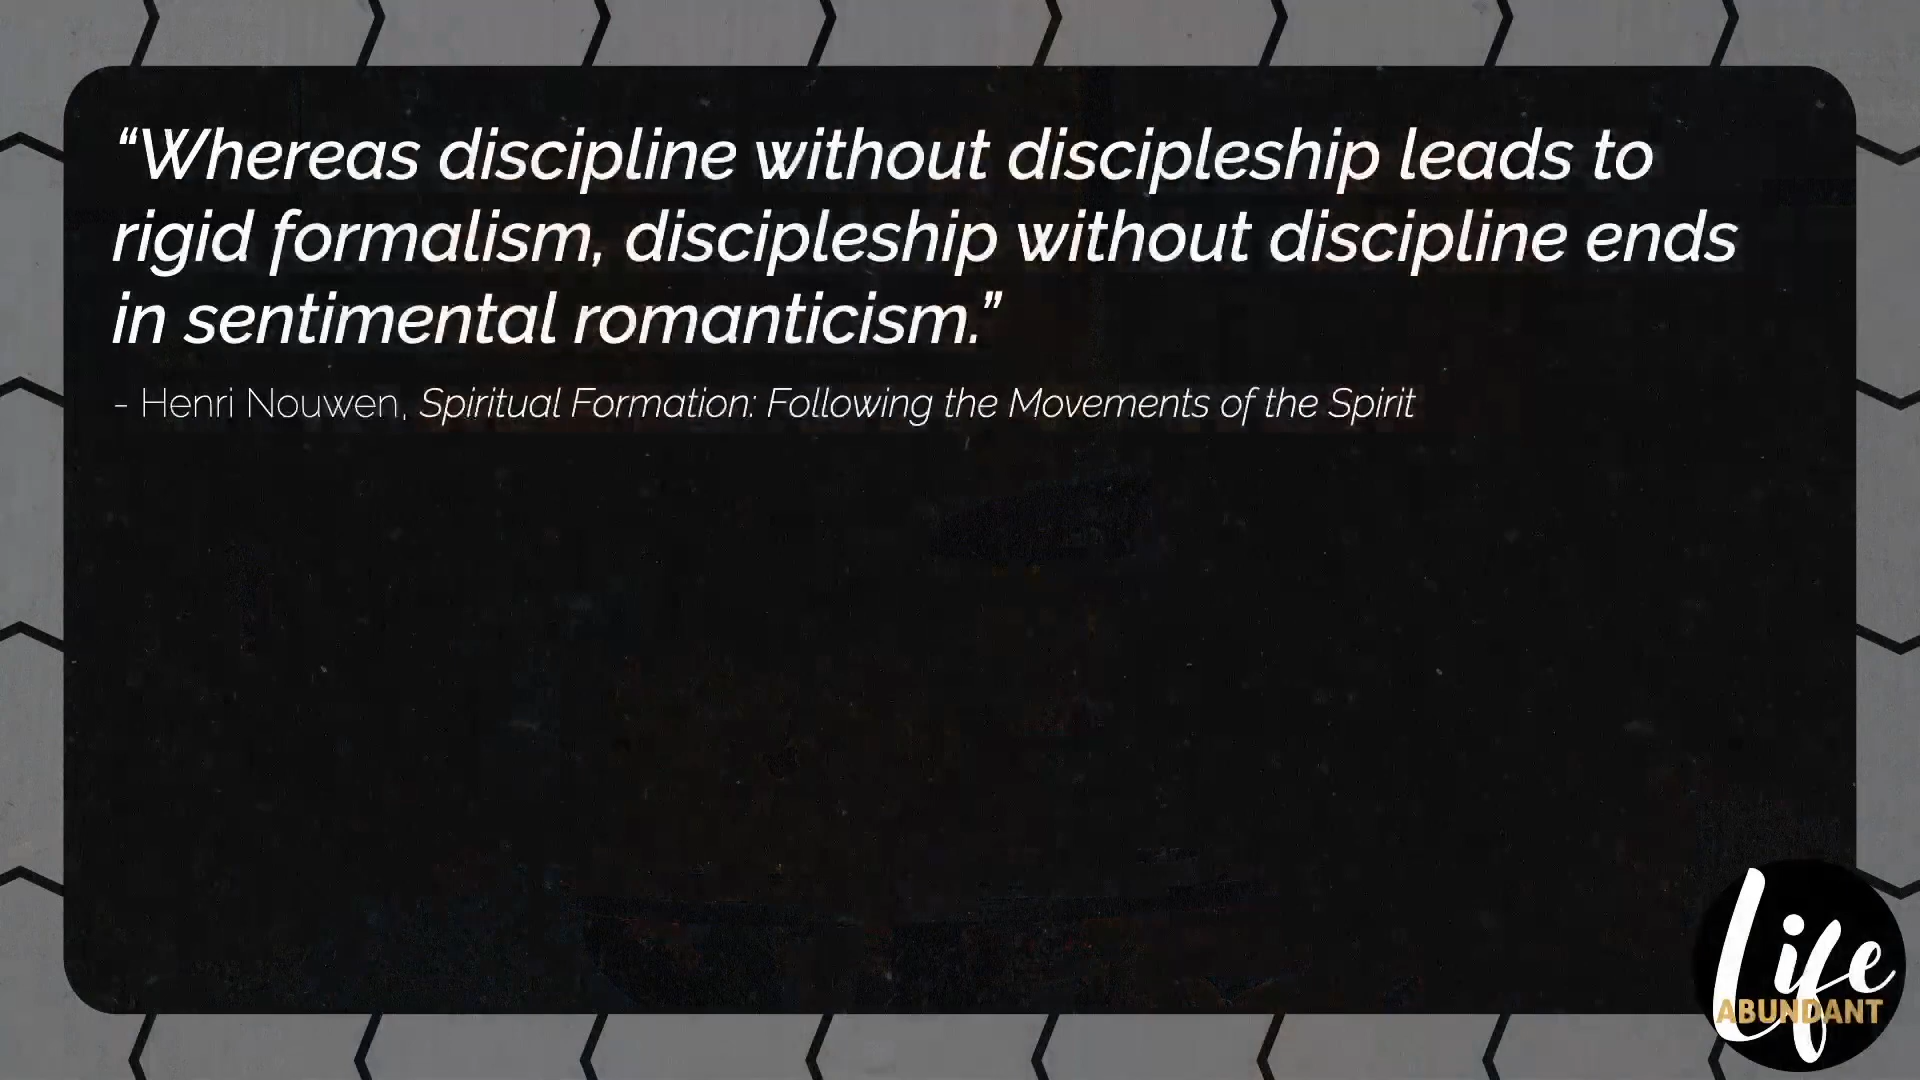 “Whereas discipline without discipleship leads to
rigid formalism, discipleship without discipline ends
in sentimental romanticism.”
- Henri Nouwen, Spiritual Formation: Following the Movements of the Spirit
Life
ABUNDANT